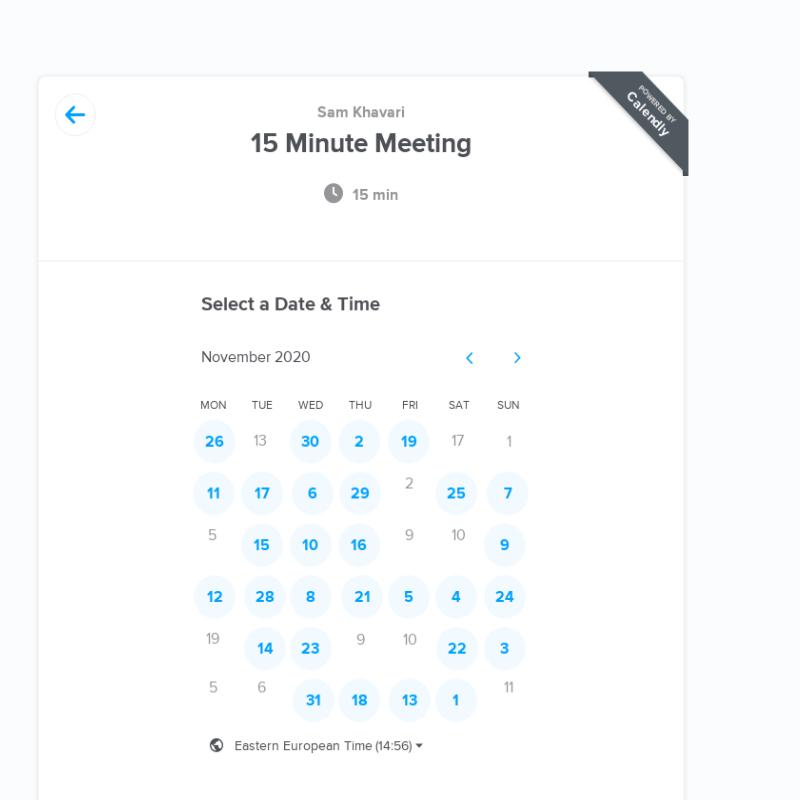 POWERED BY
Calendly
Sam Khavari
15 Minute Meeting
15 min
Select a Date & Time
November 2020
MON TUE WED THU FRI SAT SUN
26 13 30 2 19 17 1
11 17 6 29 2 25 7
5 15 10 16 9 10 9
12 28 8 21 5 4 24
19 14 23 9 10 22 3
5 6 31 18 13 1 11
Eastern European Time (14:56)